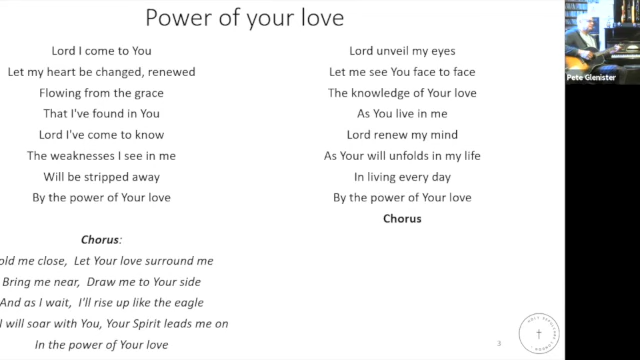 Power of your love
Lord I come to You
Let my heart be changed, renewed
Flowing from the grace
That I've found in You
Lord I've come to know
The weaknesses I see in me
Will be stripped away
By the power of Your love
Chorus:
old me close, Let Your love surround me
Bring me near, Draw me to Your side
And as I wait, I'll rise up like the eagle
I will soar with You, Your Spirit leads me on
In the power of Your love
Lord unveil my eyes
Let me see You face to face
The knowledge of Your love
As You live in me
Lord renew my mind
As Your will unfolds in my life
In living every day
By the power of Your love
Chorus
3
Pete Glenister